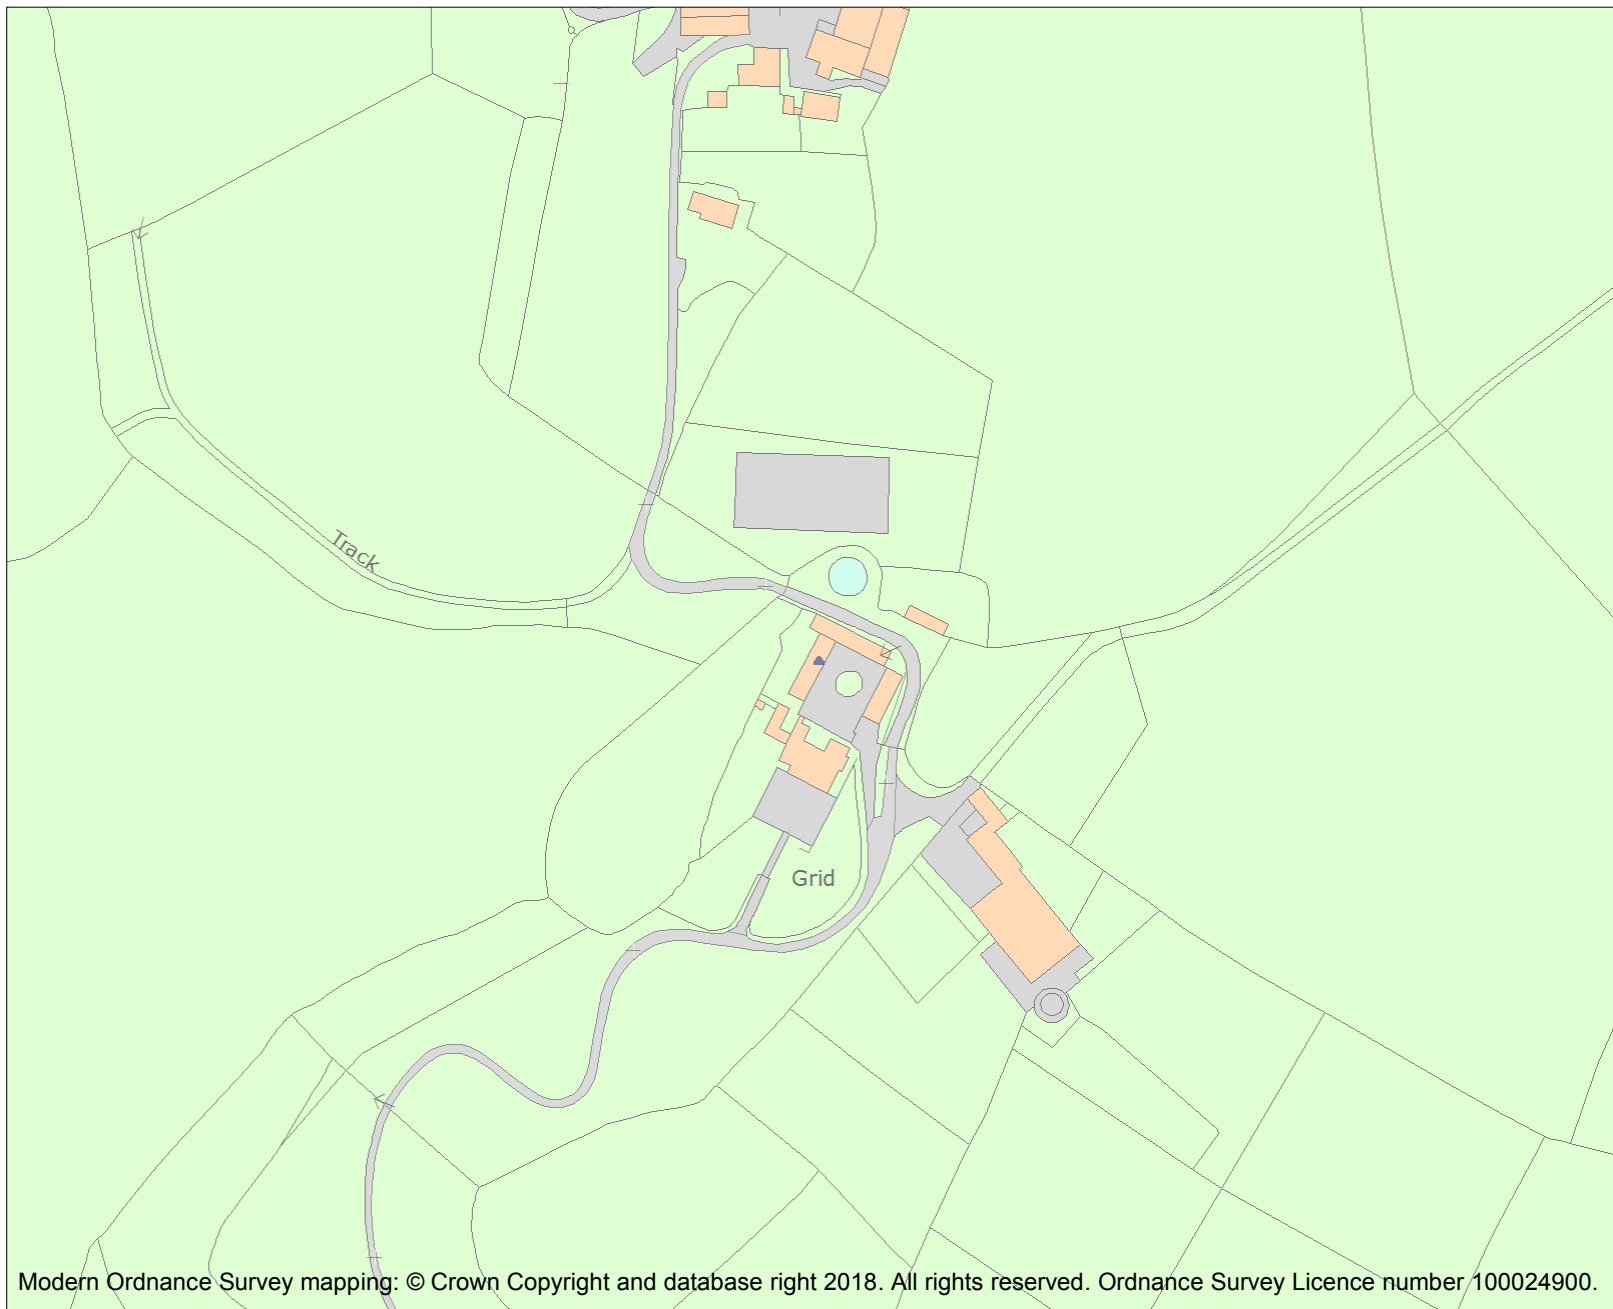 Track
Grid
Modern Ordnance Survey mapping: © Crown Copyright and database right 2018. All rights reserved. Ordnance Survey Licence number 100024900.